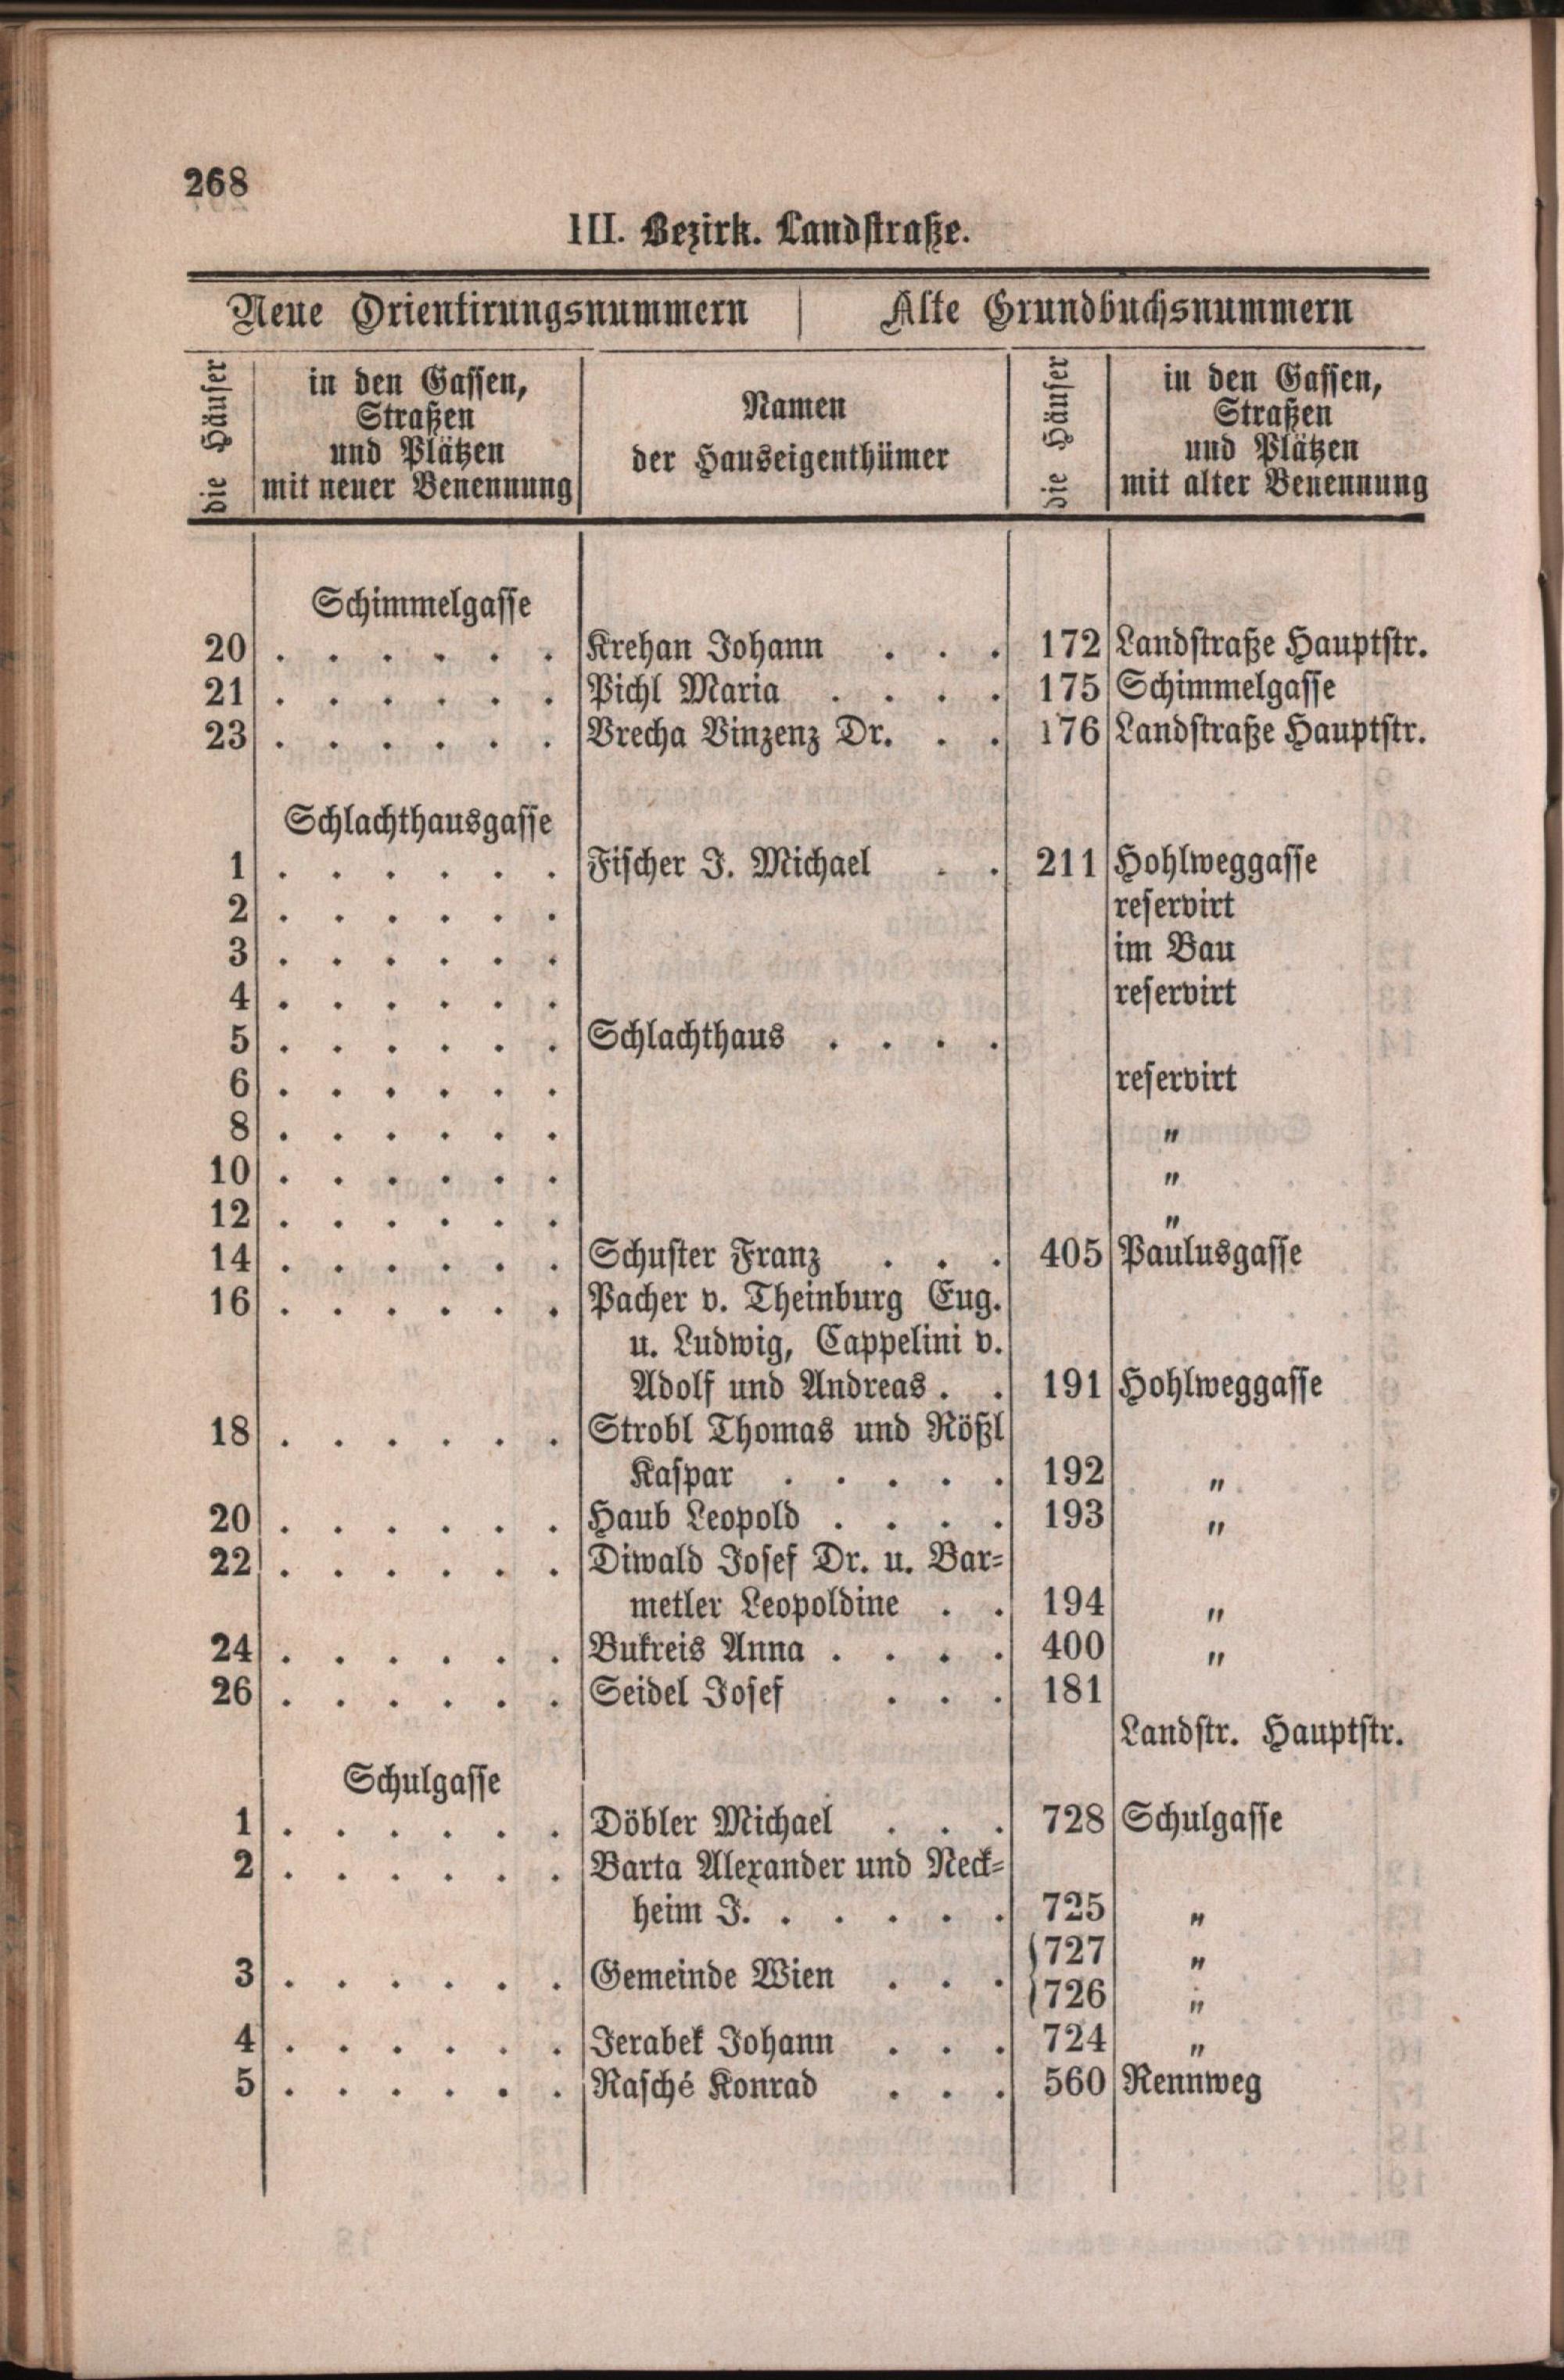 268
III. Bezirk. Landstraße.
Neue Orientirungsnummern | Alte Grundbuchsnummern
die Häuser
in den Gassen,
Straßen
und Plätzen
mit neuer Benennung
Namen
der Hauseigenthümer
die Häuser
in den Gassen,
Straßen
und Plätzen
mit alter Benennung
Schimmelgasse
20 . . . . . . Krehan Johann . . . 172 Landstraße Hauptstr.
21 . . . . . . Pichl Maria . . . . 175 Schimmelgasse
23 . . . . . . Vrecha Vinzenz Dr. . . 176 Landstraße Hauptstr.
Schlachthausgasse
1 . . . . . . Fischer J. Michael . . 211 Hohlweggasse
2 . . . . . . reservirt
3 . . . . . . im Bau
4 . . . . . . reservirt
5 . . . . . . Schlachthaus . . . .
6 . . . . . . reservirt
8 . . . . . . "
10 . . . . . . "
12 . . . . . . "
14 . . . . . . Schuster Franz . . . 405 Paulusgasse
16 . . . . . . Pacher v. Theinburg Eug.
u. Ludwig, Cappelini v.
Adolf und Andreas . . 191 Hohlweggasse
18 . . . . . . Strobl Thomas und Rößl
Kaspar . . . . . 192 "
20 . . . . . . Haub Leopold . . . . 193 "
22 . . . . . . Diwald Josef Dr. u. Bar-
metler Leopoldine . . 194 "
24 . . . . . . Bukreis Anna . . . . 400 "
26 . . . . . . Seidel Josef . . . 181
Landstr. Hauptstr.
Schulgasse
1 . . . . . . Döbler Michael . . . 728 Schulgasse
2 . . . . . . Barta Alexander und Neck-
heim J. . . . . . 725 "
727 "
3 . . . . . . Gemeinde Wien . . .
726 "
4 . . . . . . Jerabek Johann . . . 724 "
5 . . . . . . Rasché Konrad . . . 560 Rennweg